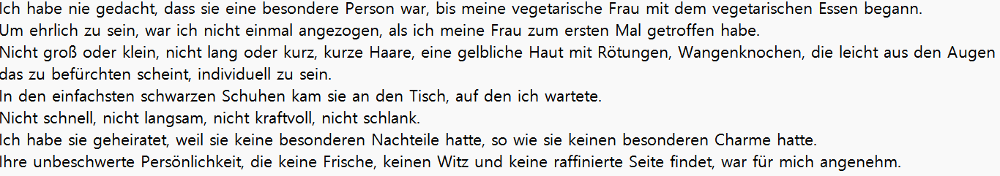 Ich habe nie gedacht, dass sie eine besondere Person war, bis meine vegetarische Frau mit dem vegetarischen Essen begann.
Um ehrlich zu sein, war ich nicht einmal angezogen, als ich meine Frau zum ersten Mal getroffen habe.
Nicht groß oder klein, nicht lang oder kurz, kurze Haare, eine gelbliche Haut mit Rötungen, Wangenknochen, die leicht aus den Augen
das zu befürchten scheint, individuell zu sein.
In den einfachsten schwarzen Schuhen kam sie an den Tisch, auf den ich wartete.
Nicht schnell, nicht langsam, nicht kraftvoll, nicht schlank.
Ich habe sie geheiratet, weil sie keine besonderen Nachteile hatte, so wie sie keinen besonderen Charme hatte.
Ihre unbeschwerte Persönlichkeit, die keine Frische, keinen Witz und keine raffinierte Seite findet, war für mich angenehm.